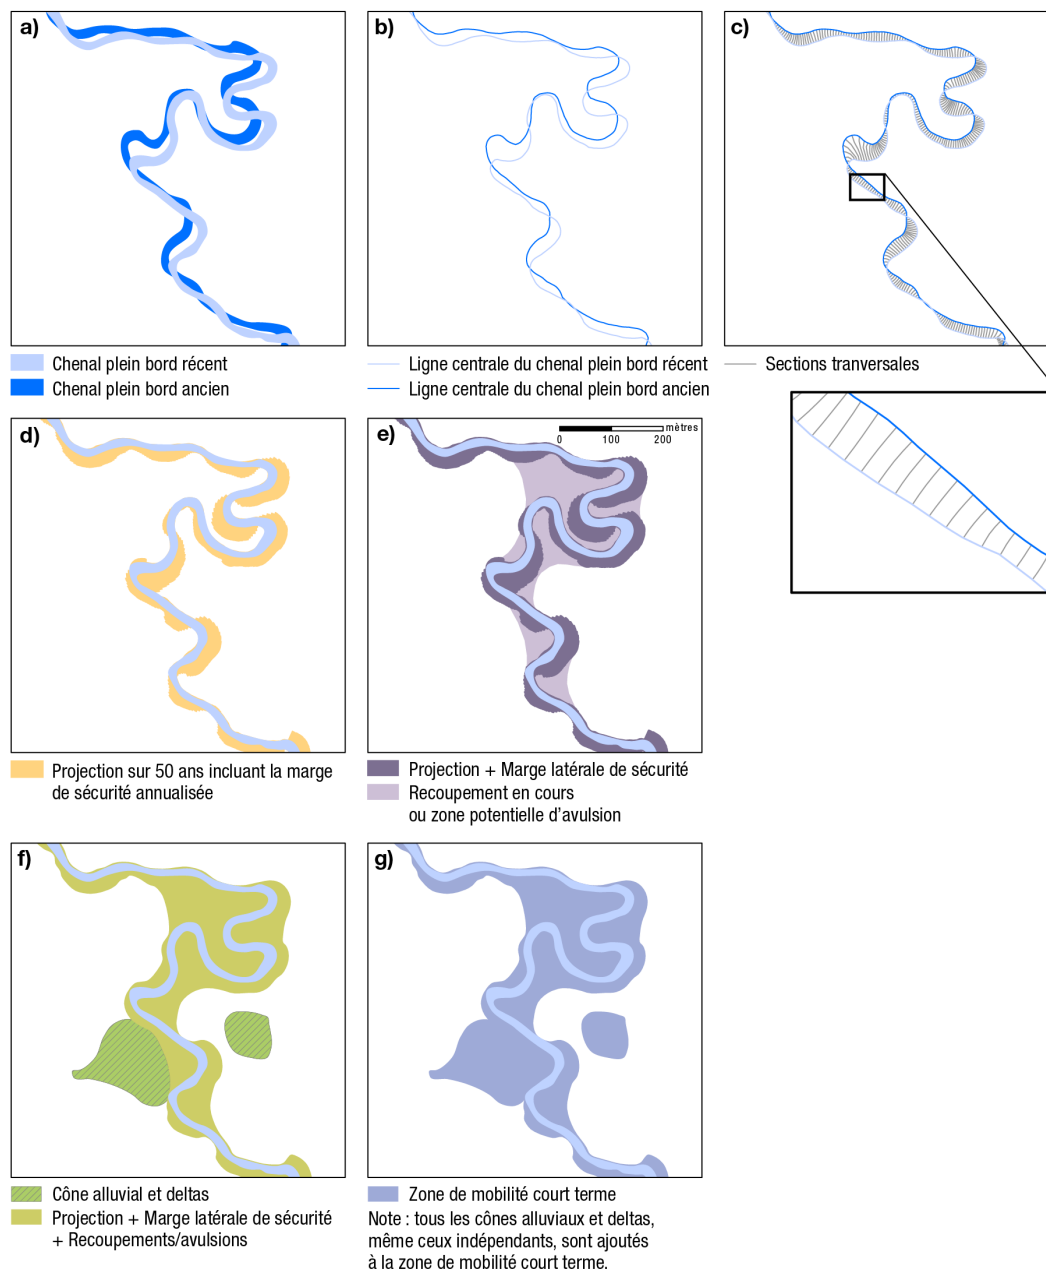 a)
b)
c)
Chenal plein bord récent
Chenal plein bord ancien
Ligne centrale du chenal plein bord récent
Ligne centrale du chenal plein bord ancien
Sections tranversales
d)
e)
mètres
0 100 200
Projection sur 50 ans incluant la marge
de sécurité annualisée
Projection + Marge latérale de sécurité
Recoupement en cours
ou zone potentielle d'avulsion
f)
g)
Cône alluvial et deltas
Projection + Marge latérale de sécurité
+ Recoupements/avulsions
Zone de mobilité court terme
Note : tous les cônes alluviaux et deltas,
même ceux indépendants, sont ajoutés
à la zone de mobilité court terme.